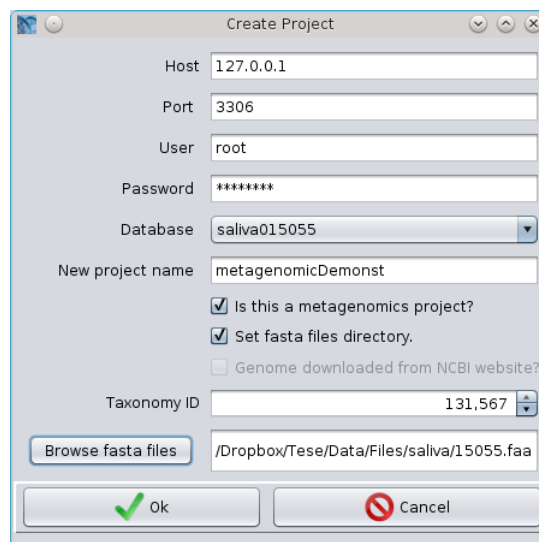 Create Project
Host 127.0.0.1
Port 3306
User root
Password ********
Database saliva015055
New project name metagenomicDemonst
Is this a metagenomics project?
Set fasta files directory.
Genome downloaded from NCBI website?
Taxonomy ID 131,567
Browse fasta files /Dropbox/Tese/Data/Files/saliva/15055.faa
Ok Cancel